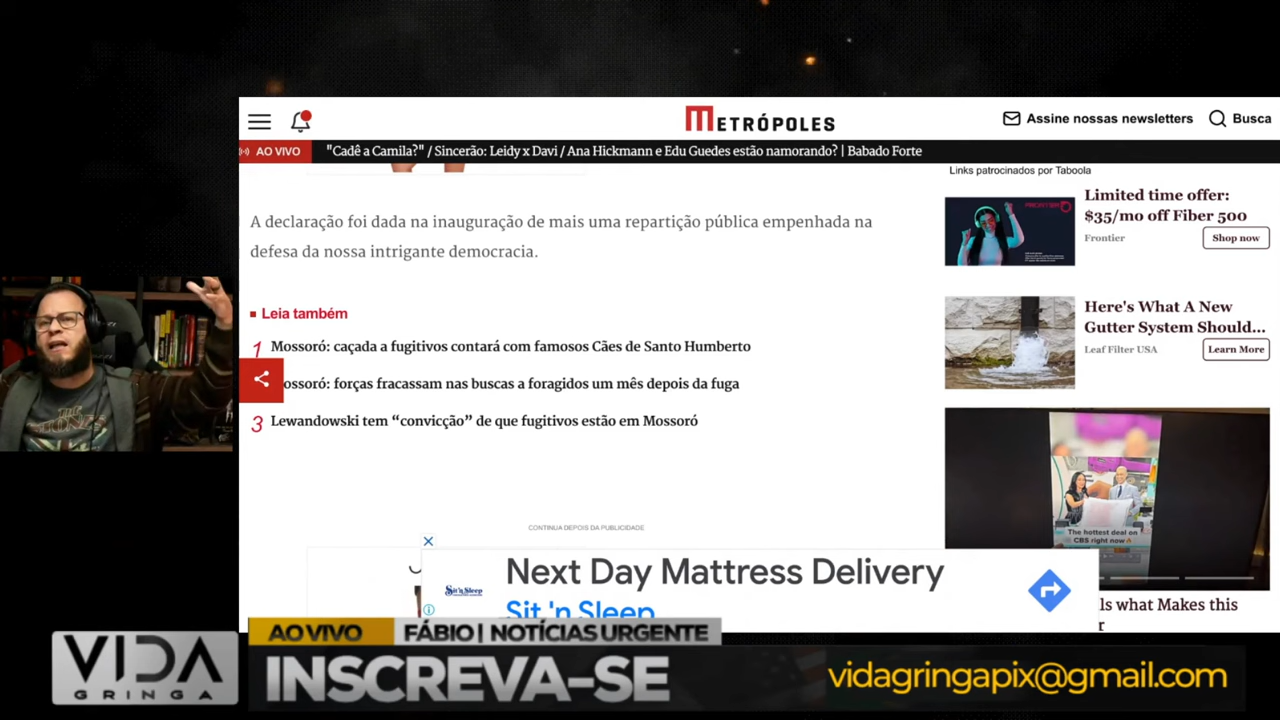 METRÓPOLES
Assine nossas newsletters
Busca
AO VIVO
"Cadê a Camila?" / Sincerão: Leidy x Davi / Ana Hickmann e Edu Guedes estão namorando? | Babado Forte
A declaração foi dada na inauguração de mais uma repartição pública empenhada na
defesa da nossa intrigante democracia.
Leia também
1 Mossoró: caçada a fugitivos contará com famosos Cães de Santo Humberto
ossoró: forças fracassam nas buscas a foragidos um mês depois da fuga
3 Lewandowski tem “convicção” de que fugitivos estão em Mossoró
CONTINUA DEPOIS DA PUBLICIDADE
Links patrocinados por Taboola
Limited time offer:
$35/mo off Fiber 500
Frontier
Shop now
FRONTIER
Here's What A New
Gutter System Should...
Leaf Filter USA
Learn More
The hottest deal on
CBS right now
ls what Makes this
r
Next Day Mattress Delivery
Sit 'n Sleep
Sit 'n Sleep
AO VIVO
FÁBIO | NOTÍCIAS URGENTE
VIDA
GRINGA
INSCREVA-SE
vidagringapix@gmail.com